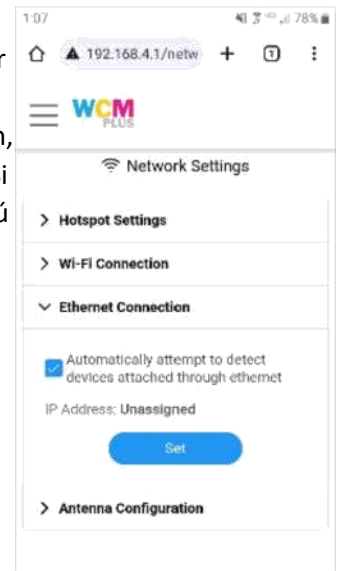 1:07 78%
192.168.4.1/netw 1
r
WCM
PLUS
n,
Network Settings
si
ú
Hotspot Settings
Wi-Fi Connection
Ethernet Connection
Automatically attempt to detect
devices attached through ethernet
IP Address: Unassigned
Set
Antenna Configuration